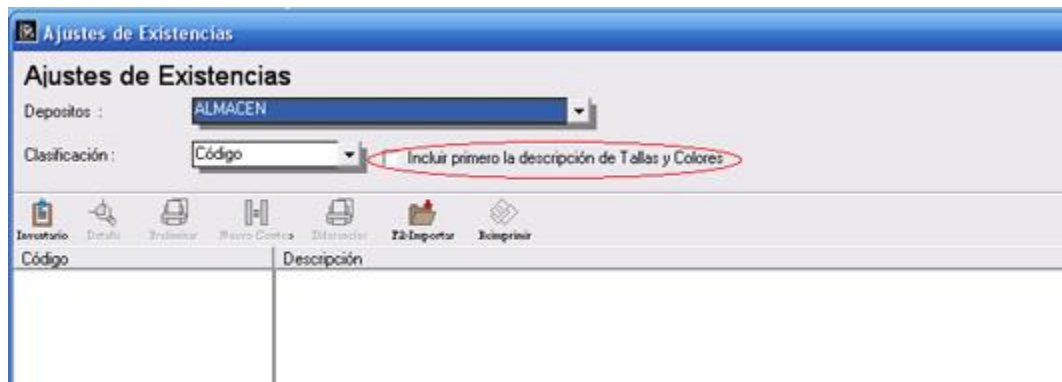 Ajustes de Existencias
Ajustes de Existencias
Depositos :
ALMACEN
Clasificación :
Código
Incluir primero la descripción de Tallas y Colores
Inventario Detalle Preliminar Nuevo Conteo Diferencias F2-Importar Reimprimir
Código Descripción